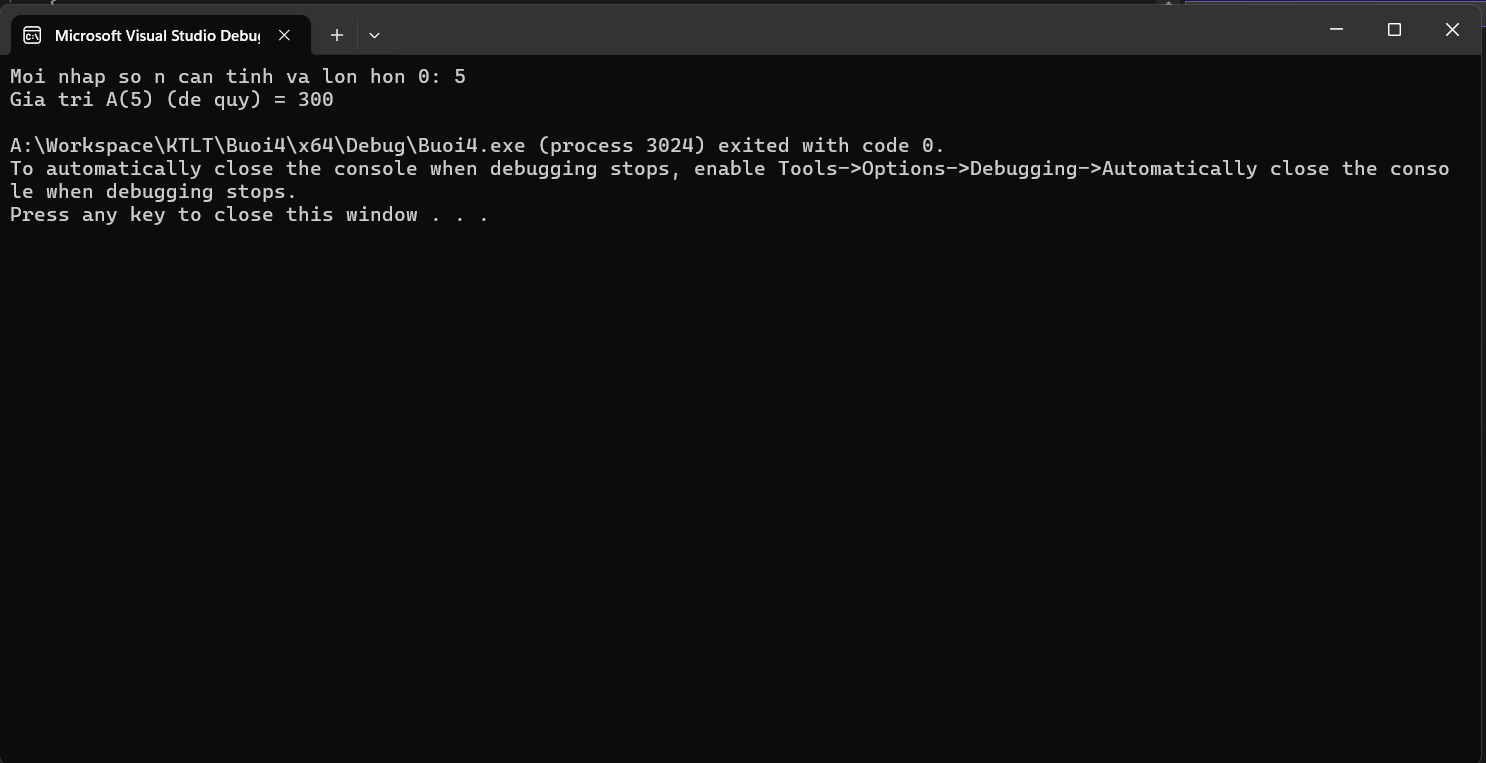 Microsoft Visual Studio Debug
Moi nhap so n can tinh va lon hon 0: 5
Gia tri A(5) (de quy) = 300
A:\Workspace\KTLT\Buoi4\x64\Debug\Buoi4.exe (process 3024) exited with code 0.
To automatically close the console when debugging stops, enable Tools->Options->Debugging->Automatically close the conso
le when debugging stops.
Press any key to close this window . . .